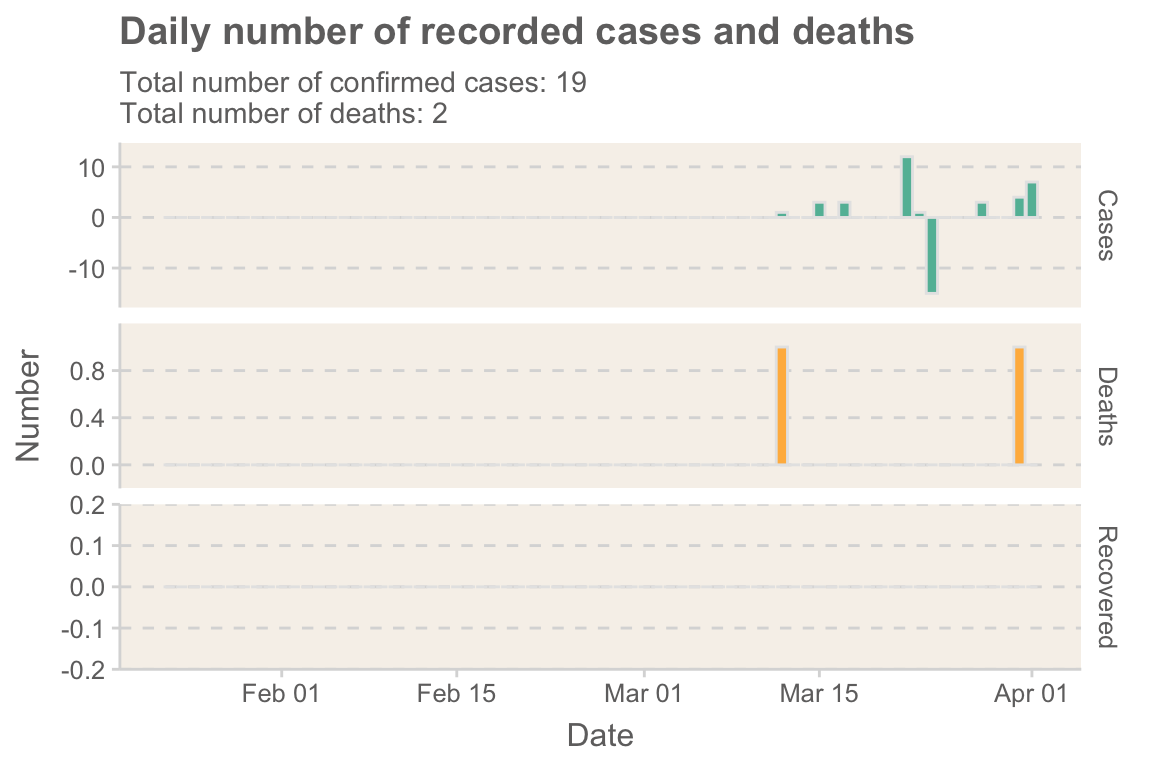 Daily number of recorded cases and deaths
Total number of confirmed cases: 19
Total number of deaths: 2
10
0
-10
Cases
Number
0.8
0.4
0.0
Deaths
0.2
0.1
0.0
-0.1
-0.2
Recovered
Feb 01 Feb 15 Mar 01 Mar 15 Apr 01
Date